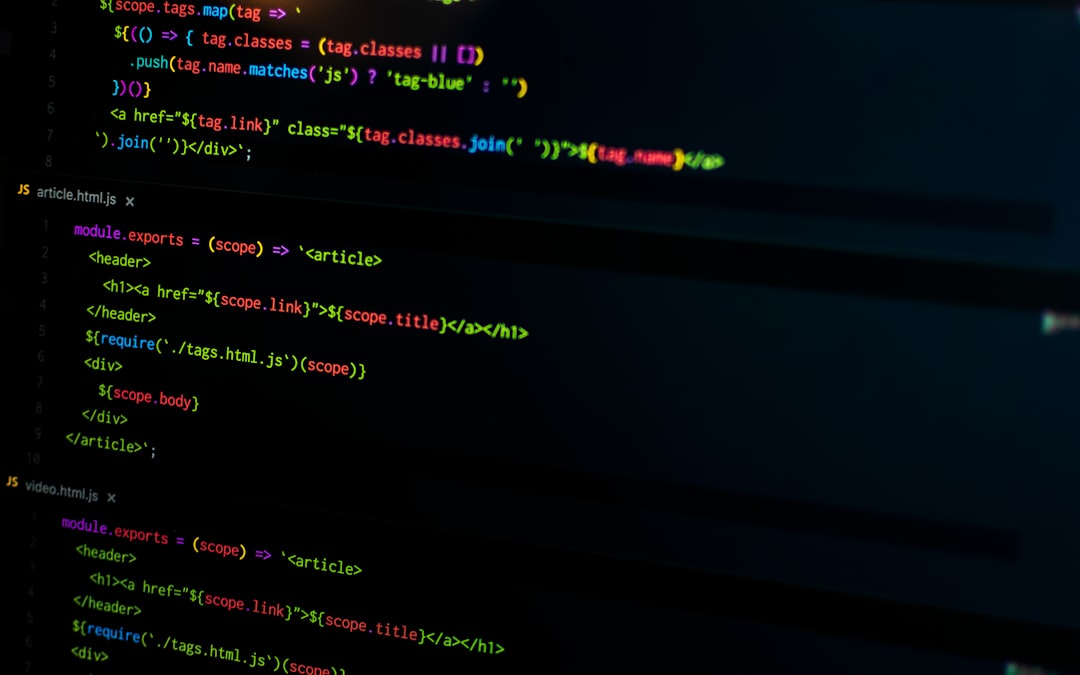 2 ${scope.tags.map(tag => `
3 ${(() => { tag.classes = (tag.classes || [])
4 .push(tag.name.matches('js') ? 'tag-blue' : '')
5 })()}
6 <a href="${tag.link}" class="${tag.classes.join(' ')}">${tag.name}</a>
7 `).join('')}</div>`;
8
JS article.html.js ×
1 module.exports = (scope) => `<article>
2 <header>
3 <h1><a href="${scope.link}">${scope.title}</a></h1>
4 </header>
5 ${require(`./tags.html.js`)(scope)}
6 <div>
7 ${scope.body}
8 </div>
9 </article>`;
10
JS video.html.js ×
1 module.exports = (scope) => `<article>
2 <header>
3 <h1><a href="${scope.link}">${scope.title}</a></h1>
4 </header>
5 ${require(`./tags.html.js`)(scope)}
6 <div>
7